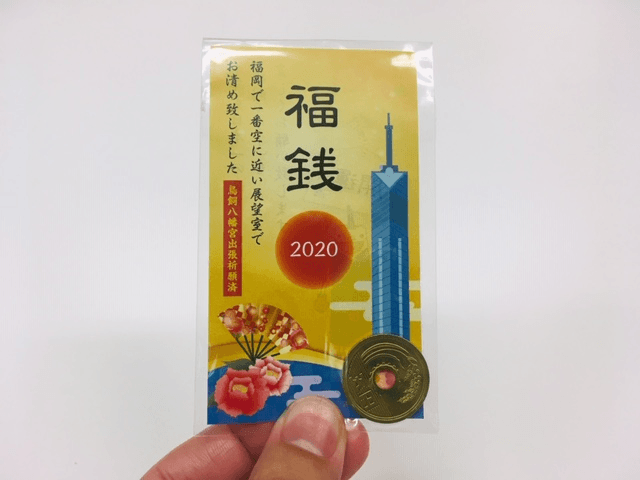 福銭
2020
福岡で一番空に近い展望室で
お清め致しました
鳥飼八幡宮出張祈願済